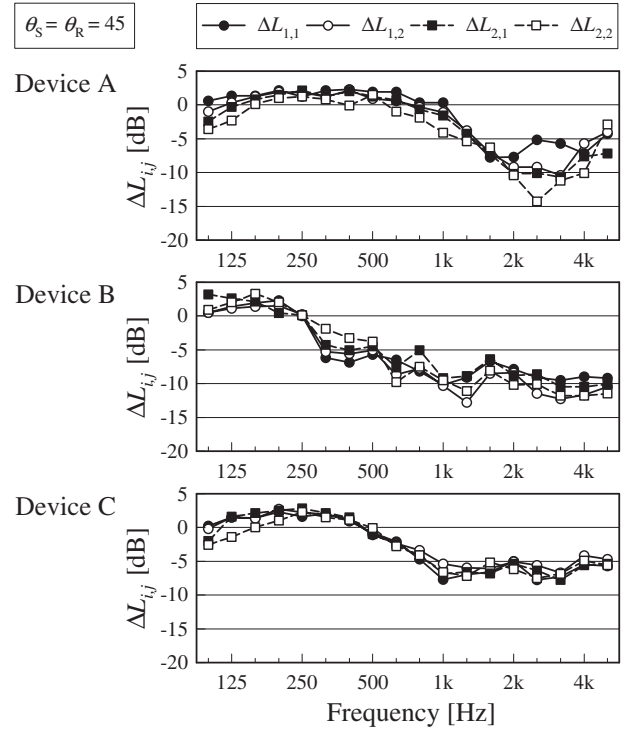 θS = θR = 45
ΔL1,1 ΔL1,2 ΔL2,1 ΔL2,2
Device A
ΔLi,j [dB]
5
0
-5
-10
-15
-20
125 250 500 1k 2k 4k
Device B
ΔLi,j [dB]
5
0
-5
-10
-15
-20
125 250 500 1k 2k 4k
Device C
ΔLi,j [dB]
5
0
-5
-10
-15
-20
125 250 500 1k 2k 4k
Frequency [Hz]